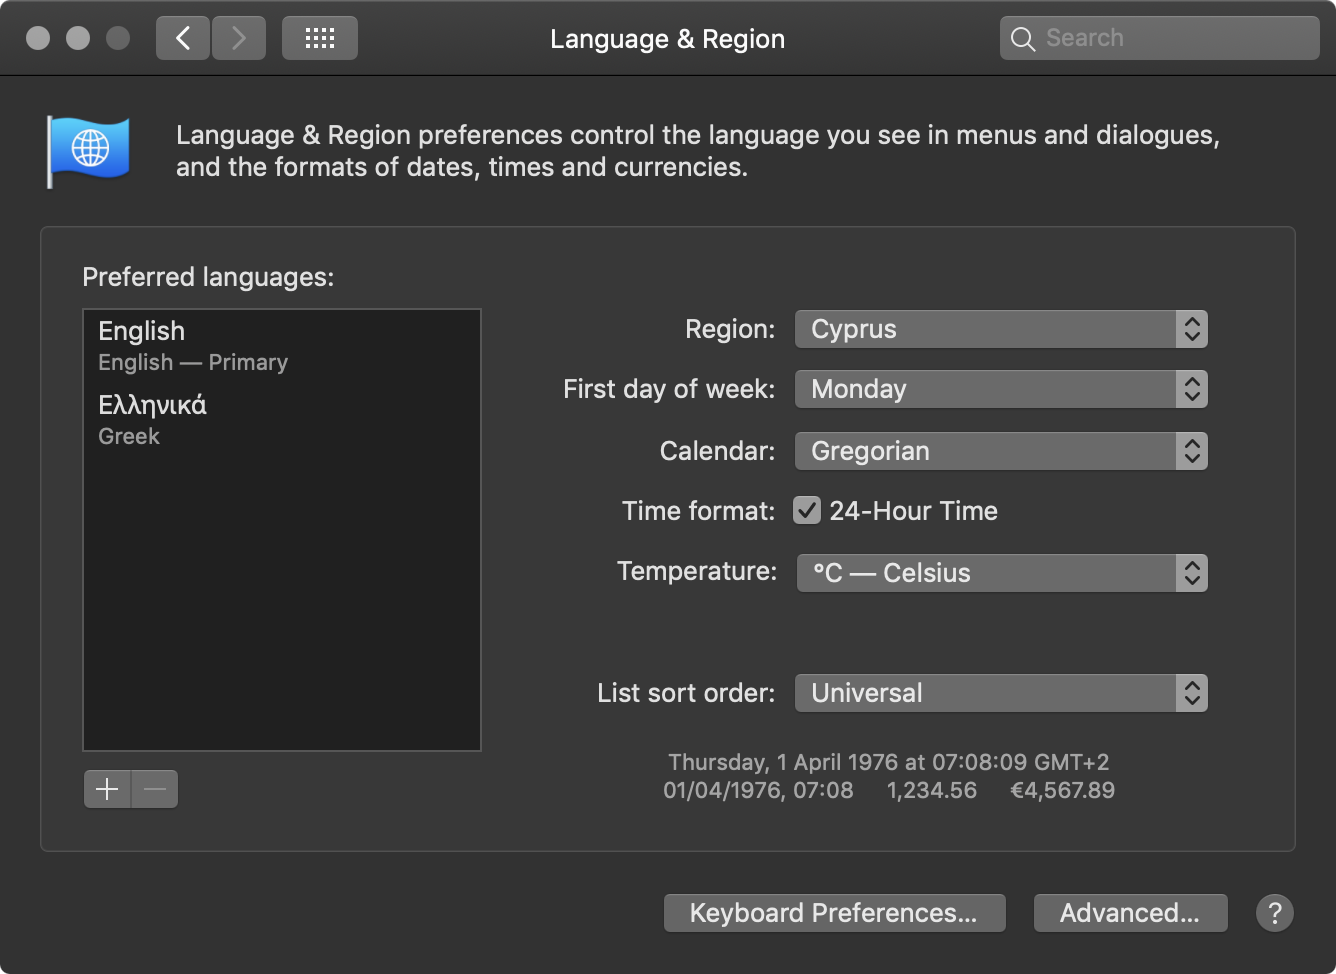 Language & Region
Search
Language & Region preferences control the language you see in menus and dialogues,
and the formats of dates, times and currencies.
Preferred languages:
English
English — Primary
Ελληνικά
Greek
Region: Cyprus
First day of week: Monday
Calendar: Gregorian
Time format: 24-Hour Time
Temperature: °C — Celsius
List sort order: Universal
Thursday, 1 April 1976 at 07:08:09 GMT+2
01/04/1976, 07:08 1,234.56 €4,567.89
Keyboard Preferences... Advanced... ?